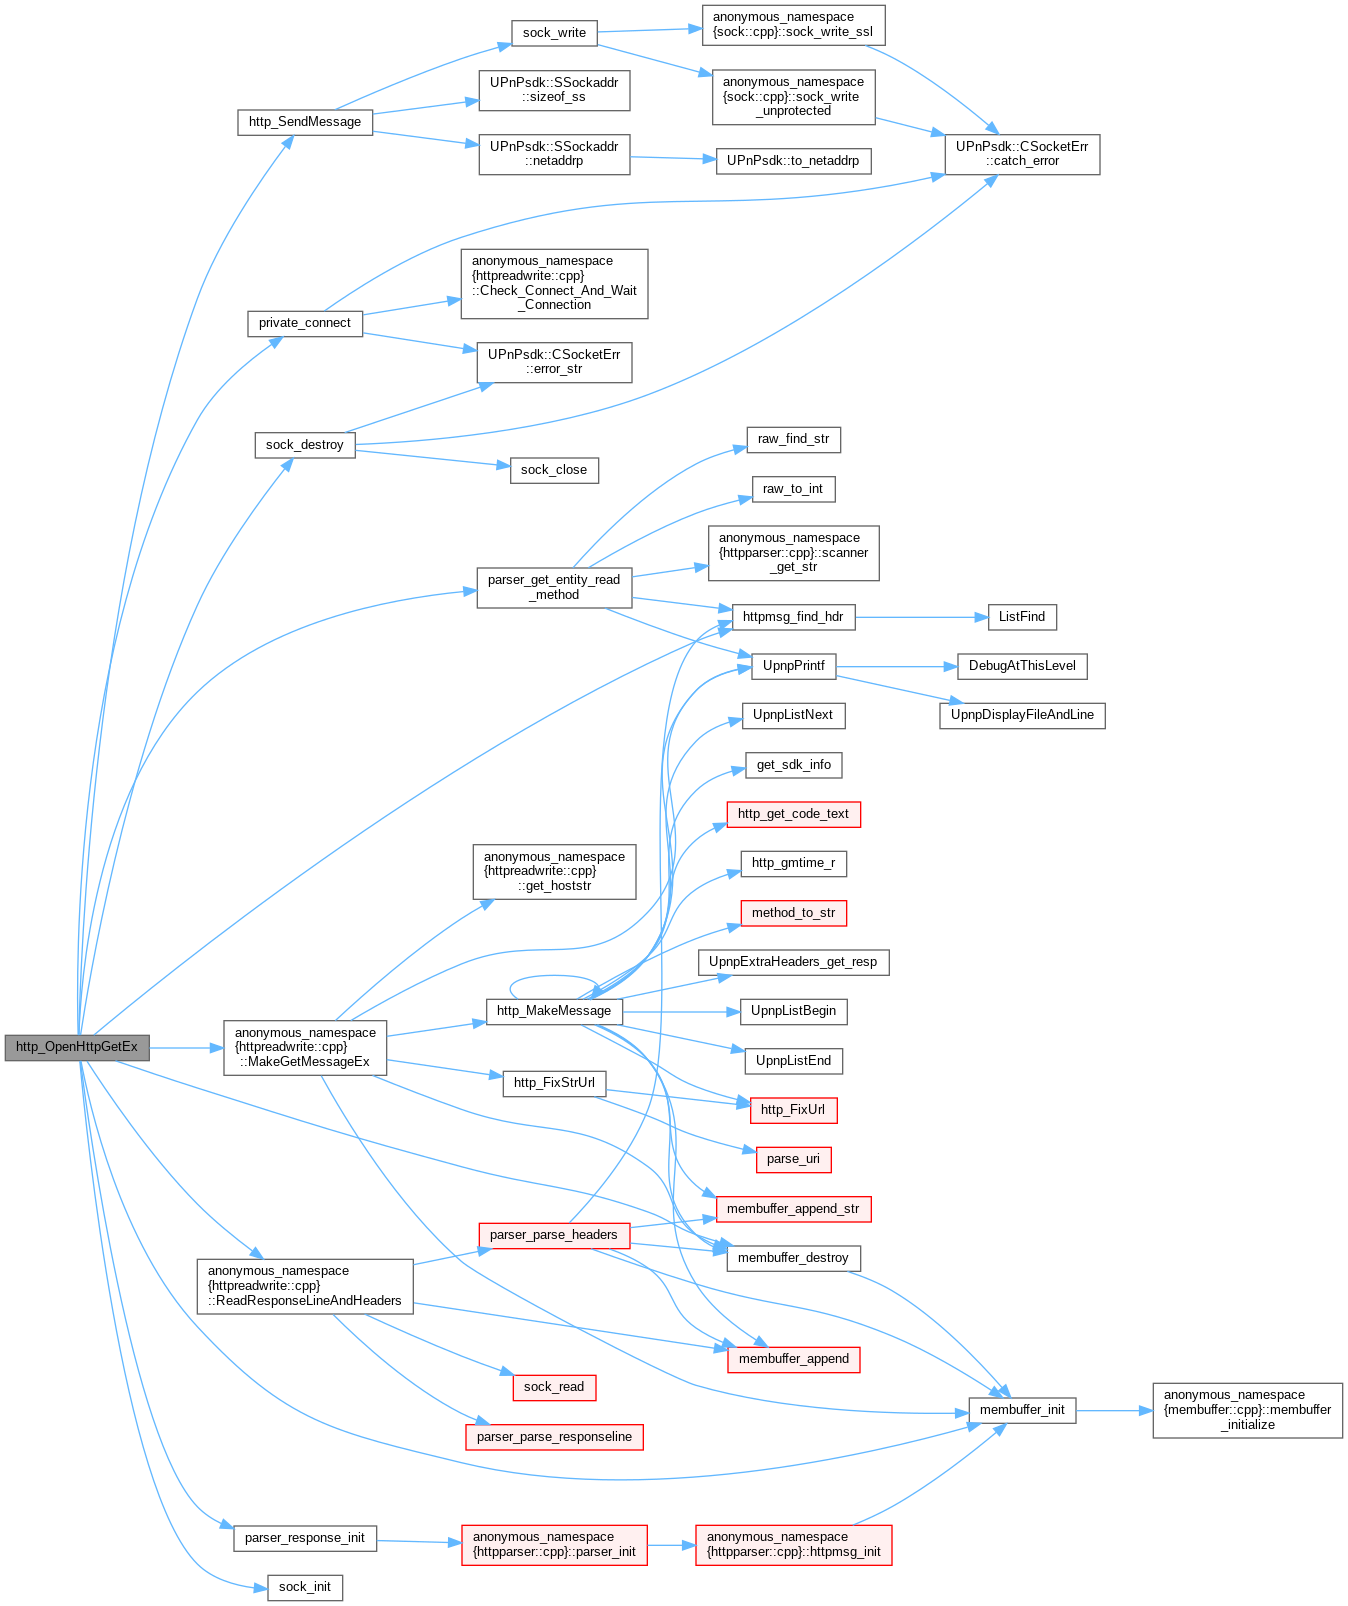 sock_write
anonymous_namespace
{sock::cpp}::sock_write_ssl
UPnPsdk::SSockaddr
::sizeof_ss
anonymous_namespace
{sock::cpp}::sock_write
_unprotected
http_SendMessage
UPnPsdk::SSockaddr
::netaddrp
UPnPsdk::to_netaddrp
UPnPsdk::CSocketErr
::catch_error
anonymous_namespace
{httpreadwrite::cpp}
::Check_Connect_And_Wait
_Connection
private_connect
UPnPsdk::CSocketErr
::error_str
sock_destroy
sock_close
raw_find_str
raw_to_int
anonymous_namespace
{httpparser::cpp}::scanner
_get_str
parser_get_entity_read
_method
httpmsg_find_hdr
ListFind
UpnpPrintf
DebugAtThisLevel
UpnpListNext
UpnpDisplayFileAndLine
get_sdk_info
http_get_code_text
anonymous_namespace
{httpreadwrite::cpp}
::get_hoststr
http_gmtime_r
method_to_str
UpnpExtraHeaders_get_resp
http_MakeMessage
UpnpListBegin
http_OpenHttpGetEx
anonymous_namespace
{httpreadwrite::cpp}
::MakeGetMessageEx
UpnpListEnd
http_FixStrUrl
http_FixUrl
parse_uri
membuffer_append_str
parser_parse_headers
membuffer_destroy
anonymous_namespace
{httpreadwrite::cpp}
::ReadResponseLineAndHeaders
membuffer_append
sock_read
membuffer_init
anonymous_namespace
{membuffer::cpp}::membuffer
_initialize
parser_parse_responseline
parser_response_init
anonymous_namespace
{httpparser::cpp}::parser_init
anonymous_namespace
{httpparser::cpp}::httpmsg_init
sock_init